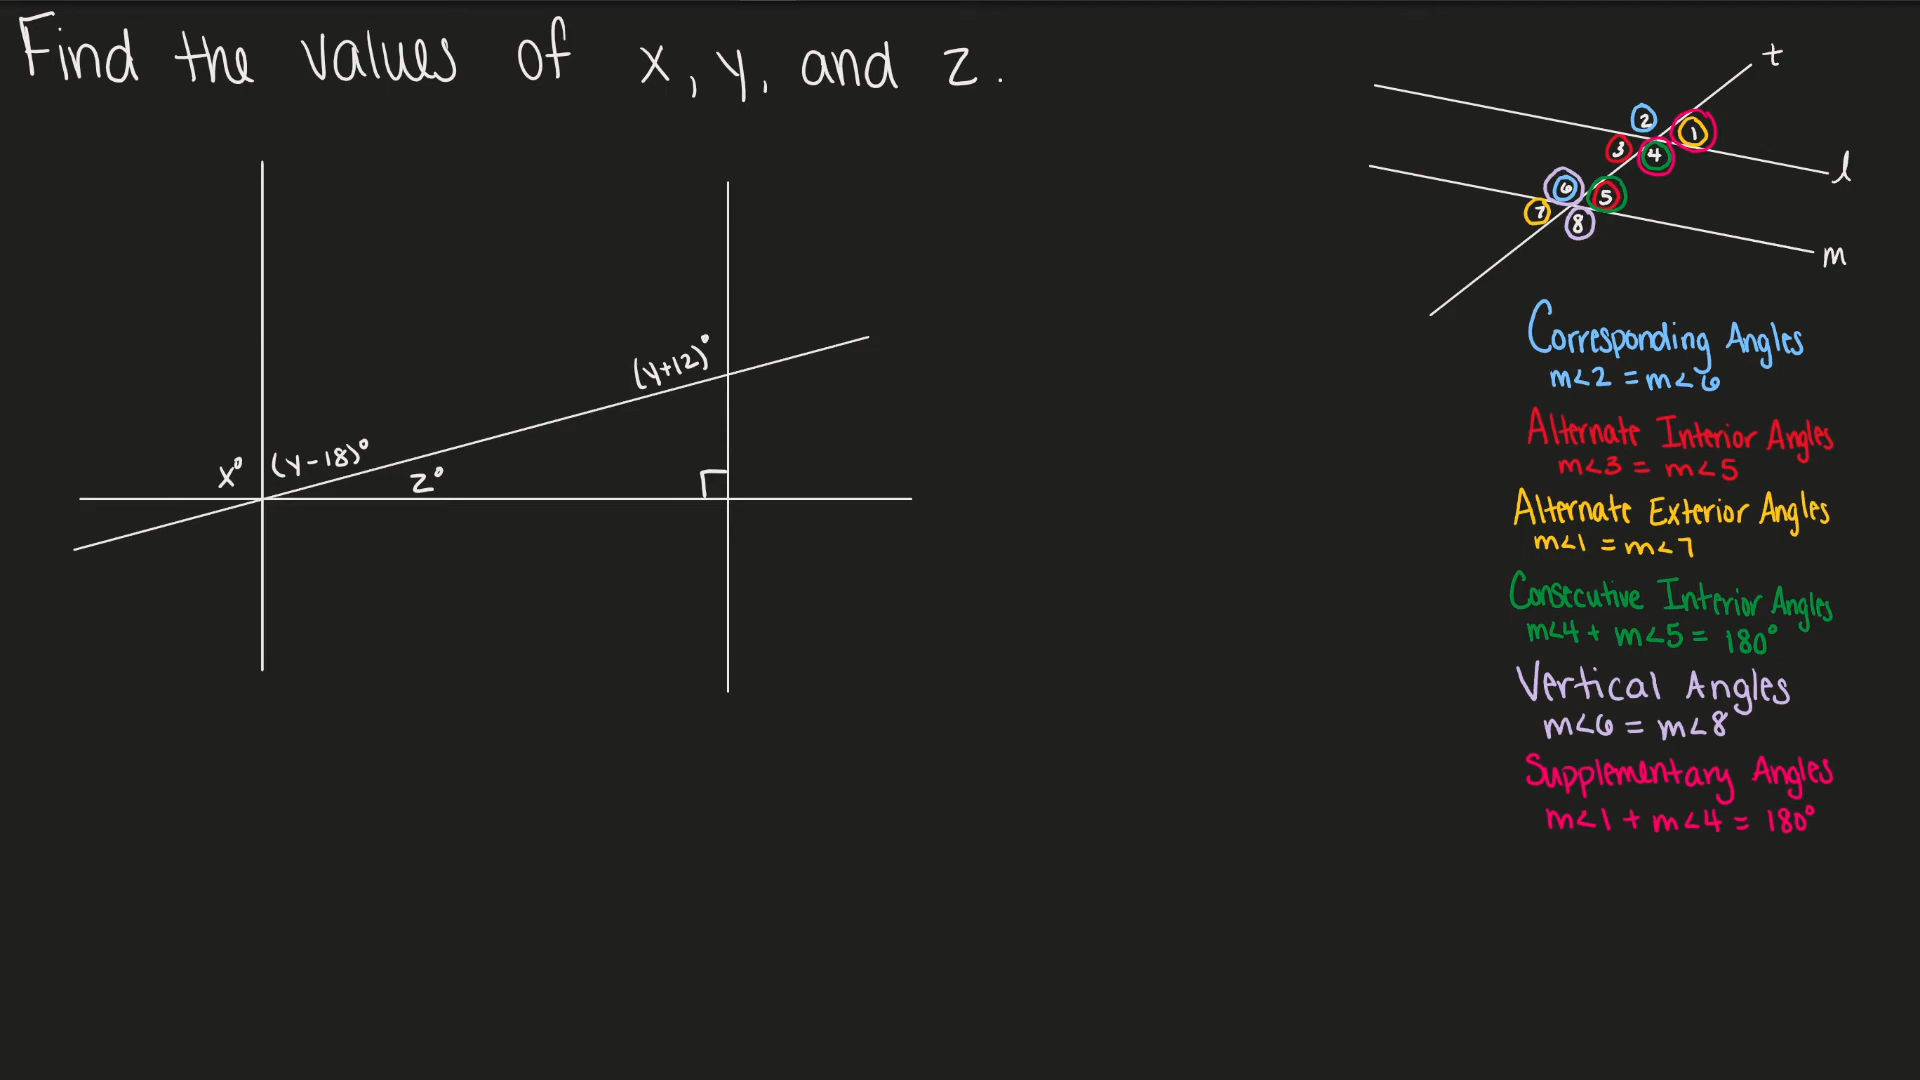 Find the values of x, y, and z.
t
2
1
3
4
l
6
5
7
8
m
(y+12)°
x°
(y-18)°
z°
Corresponding Angles
m<2 = m<6
Alternate Interior Angles
m<3 = m<5
Alternate Exterior Angles
m<1 = m<7
Consecutive Interior Angles
m<4 + m<5 = 180°
Vertical Angles
m<6 = m<8
Supplementary Angles
m<1 + m<4 = 180°